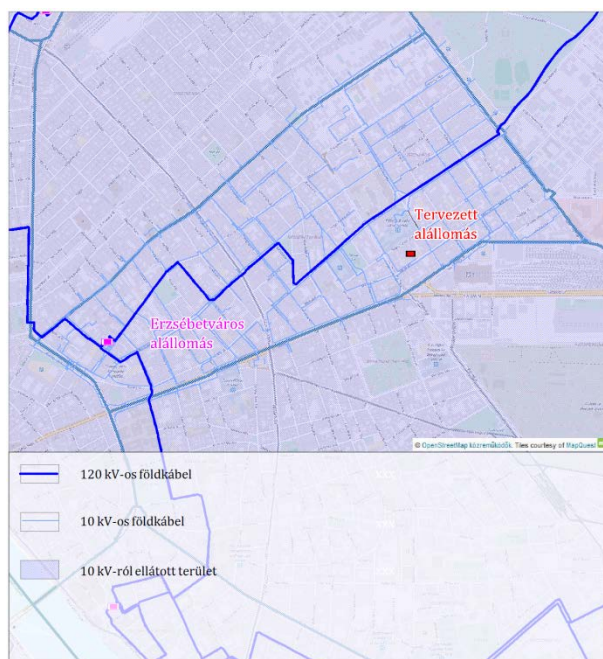 Tervezett
alállomás
Erzsébetváros
alállomás
© OpenStreetMap közreműködők. Tiles courtesy of MapQuest
120 kV-os földkábel
10 kV-os földkábel
10 kV-ról ellátott terület